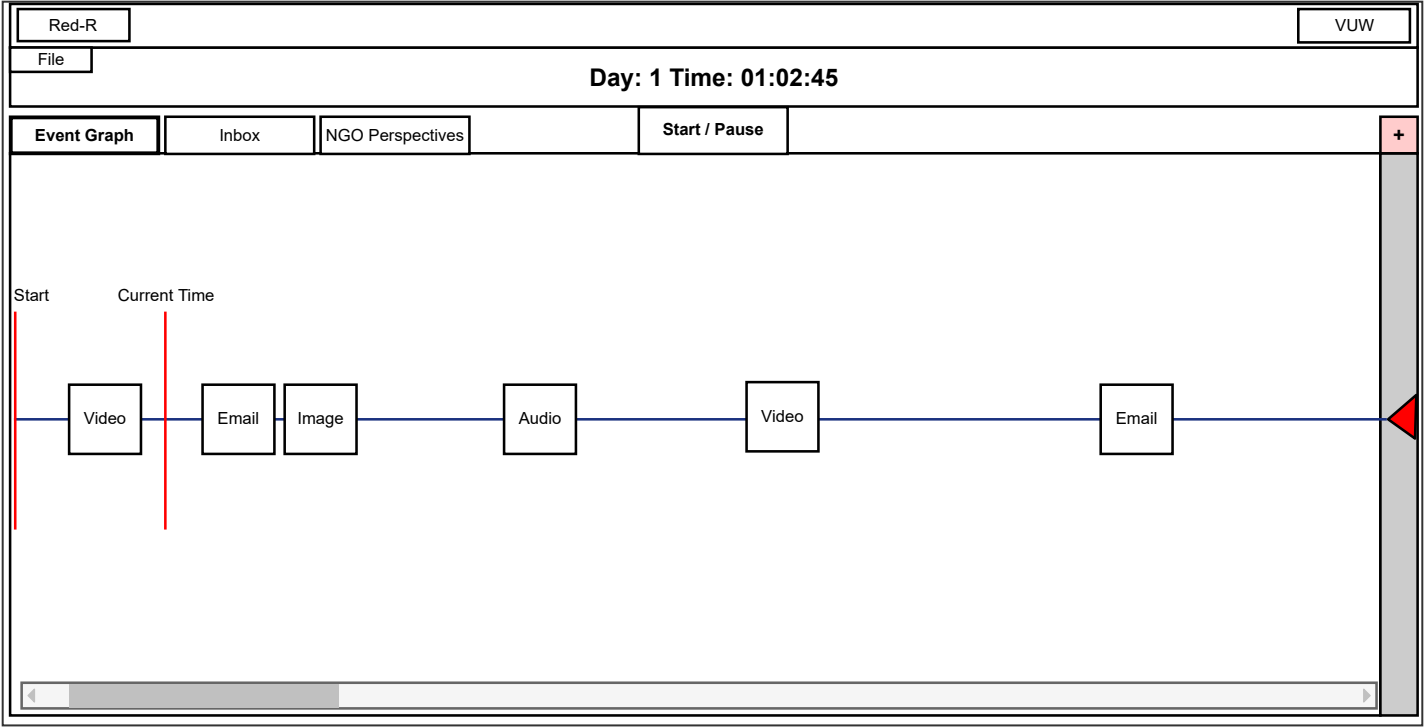 Red-R
VUW
File
Day: 1 Time: 01:02:45
Event Graph
Inbox
NGO Perspectives
Start / Pause
+
Start
Current Time
Video
Email
Image
Audio
Video
Email